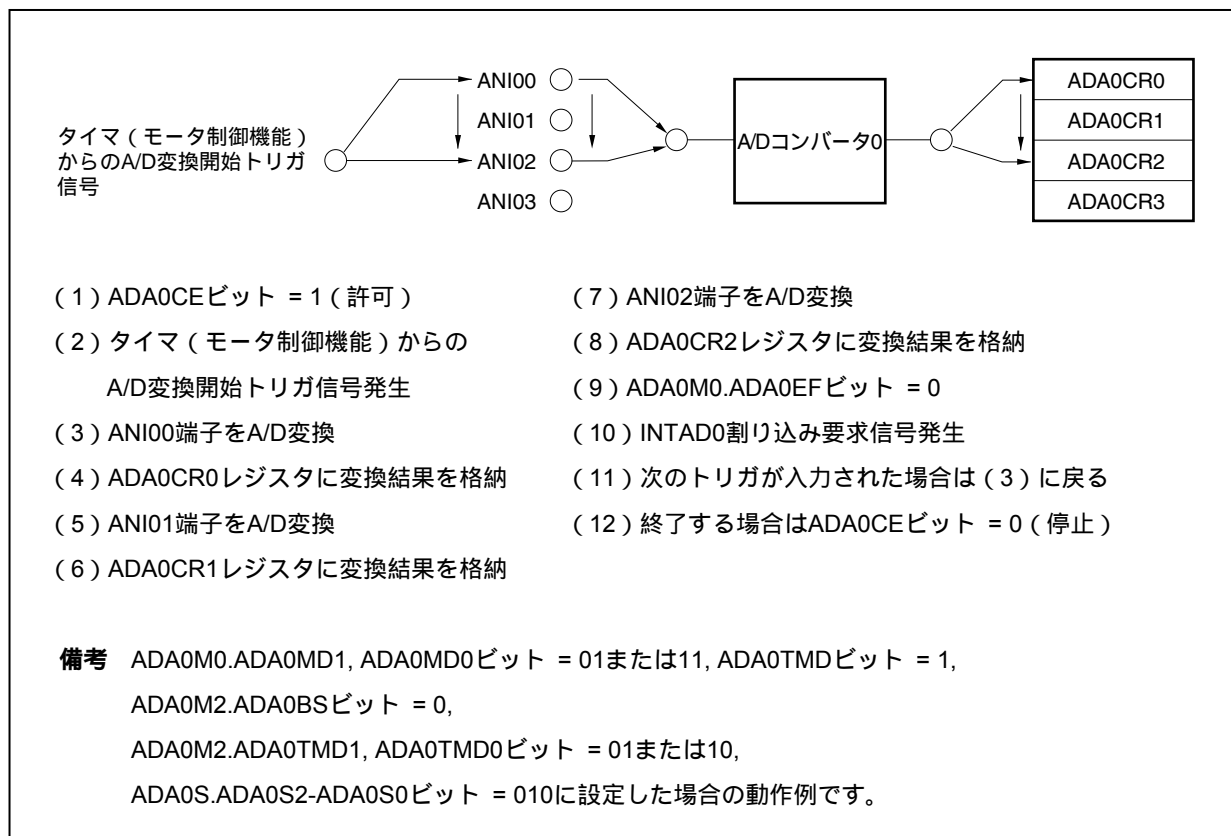 タイマ（モータ制御機能）
からのA/D変換開始トリガ
信号
ANI00
ANI01
ANI02
ANI03
A/Dコンバータ0
ADA0CR0
ADA0CR1
ADA0CR2
ADA0CR3
（1）ADA0CEビット = 1（許可）
（2）タイマ（モータ制御機能）からの
A/D変換開始トリガ信号発生
（3）ANI00端子をA/D変換
（4）ADA0CR0レジスタに変換結果を格納
（5）ANI01端子をA/D変換
（6）ADA0CR1レジスタに変換結果を格納
（7）ANI02端子をA/D変換
（8）ADA0CR2レジスタに変換結果を格納
（9）ADA0M0.ADA0EFビット = 0
（10）INTAD0割り込み要求信号発生
（11）次のトリガが入力された場合は（3）に戻る
（12）終了する場合はADA0CEビット = 0（停止）
備考 ADA0M0.ADA0MD1, ADA0MD0ビット = 01または11, ADA0TMDビット = 1,
ADA0M2.ADA0BSビット = 0,
ADA0M2.ADA0TMD1, ADA0TMD0ビット = 01または10,
ADA0S.ADA0S2-ADA0S0ビット = 010に設定した場合の動作例です。